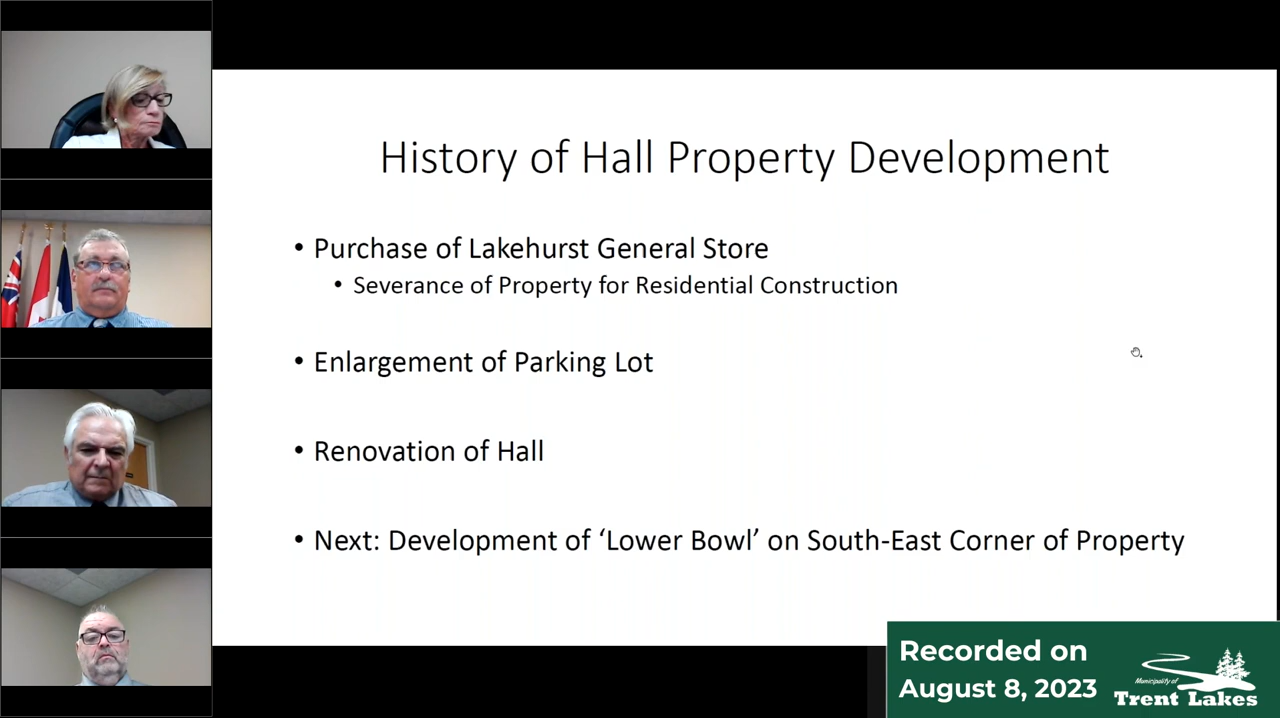 History of Hall Property Development
• Purchase of Lakehurst General Store
• Severance of Property for Residential Construction
• Enlargement of Parking Lot
• Renovation of Hall
• Next: Development of ‘Lower Bowl’ on South-East Corner of Property
Recorded on
August 8, 2023
Municipality of
Trent Lakes